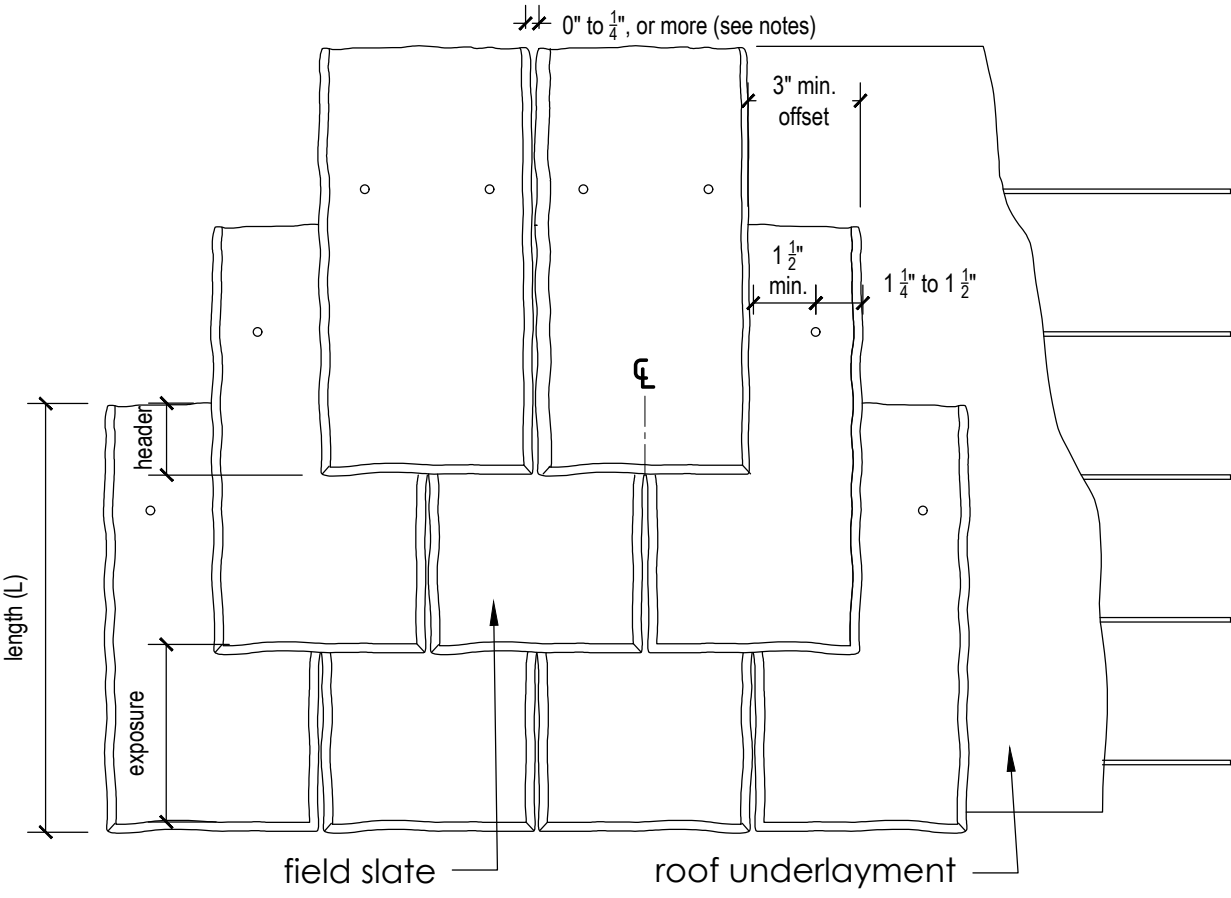 0" to 1/4", or more (see notes)
3" min.
offset
1 1/2"
min.
1 1/4" to 1 1/2"
℄
header
length (L)
exposure
field slate
roof underlayment